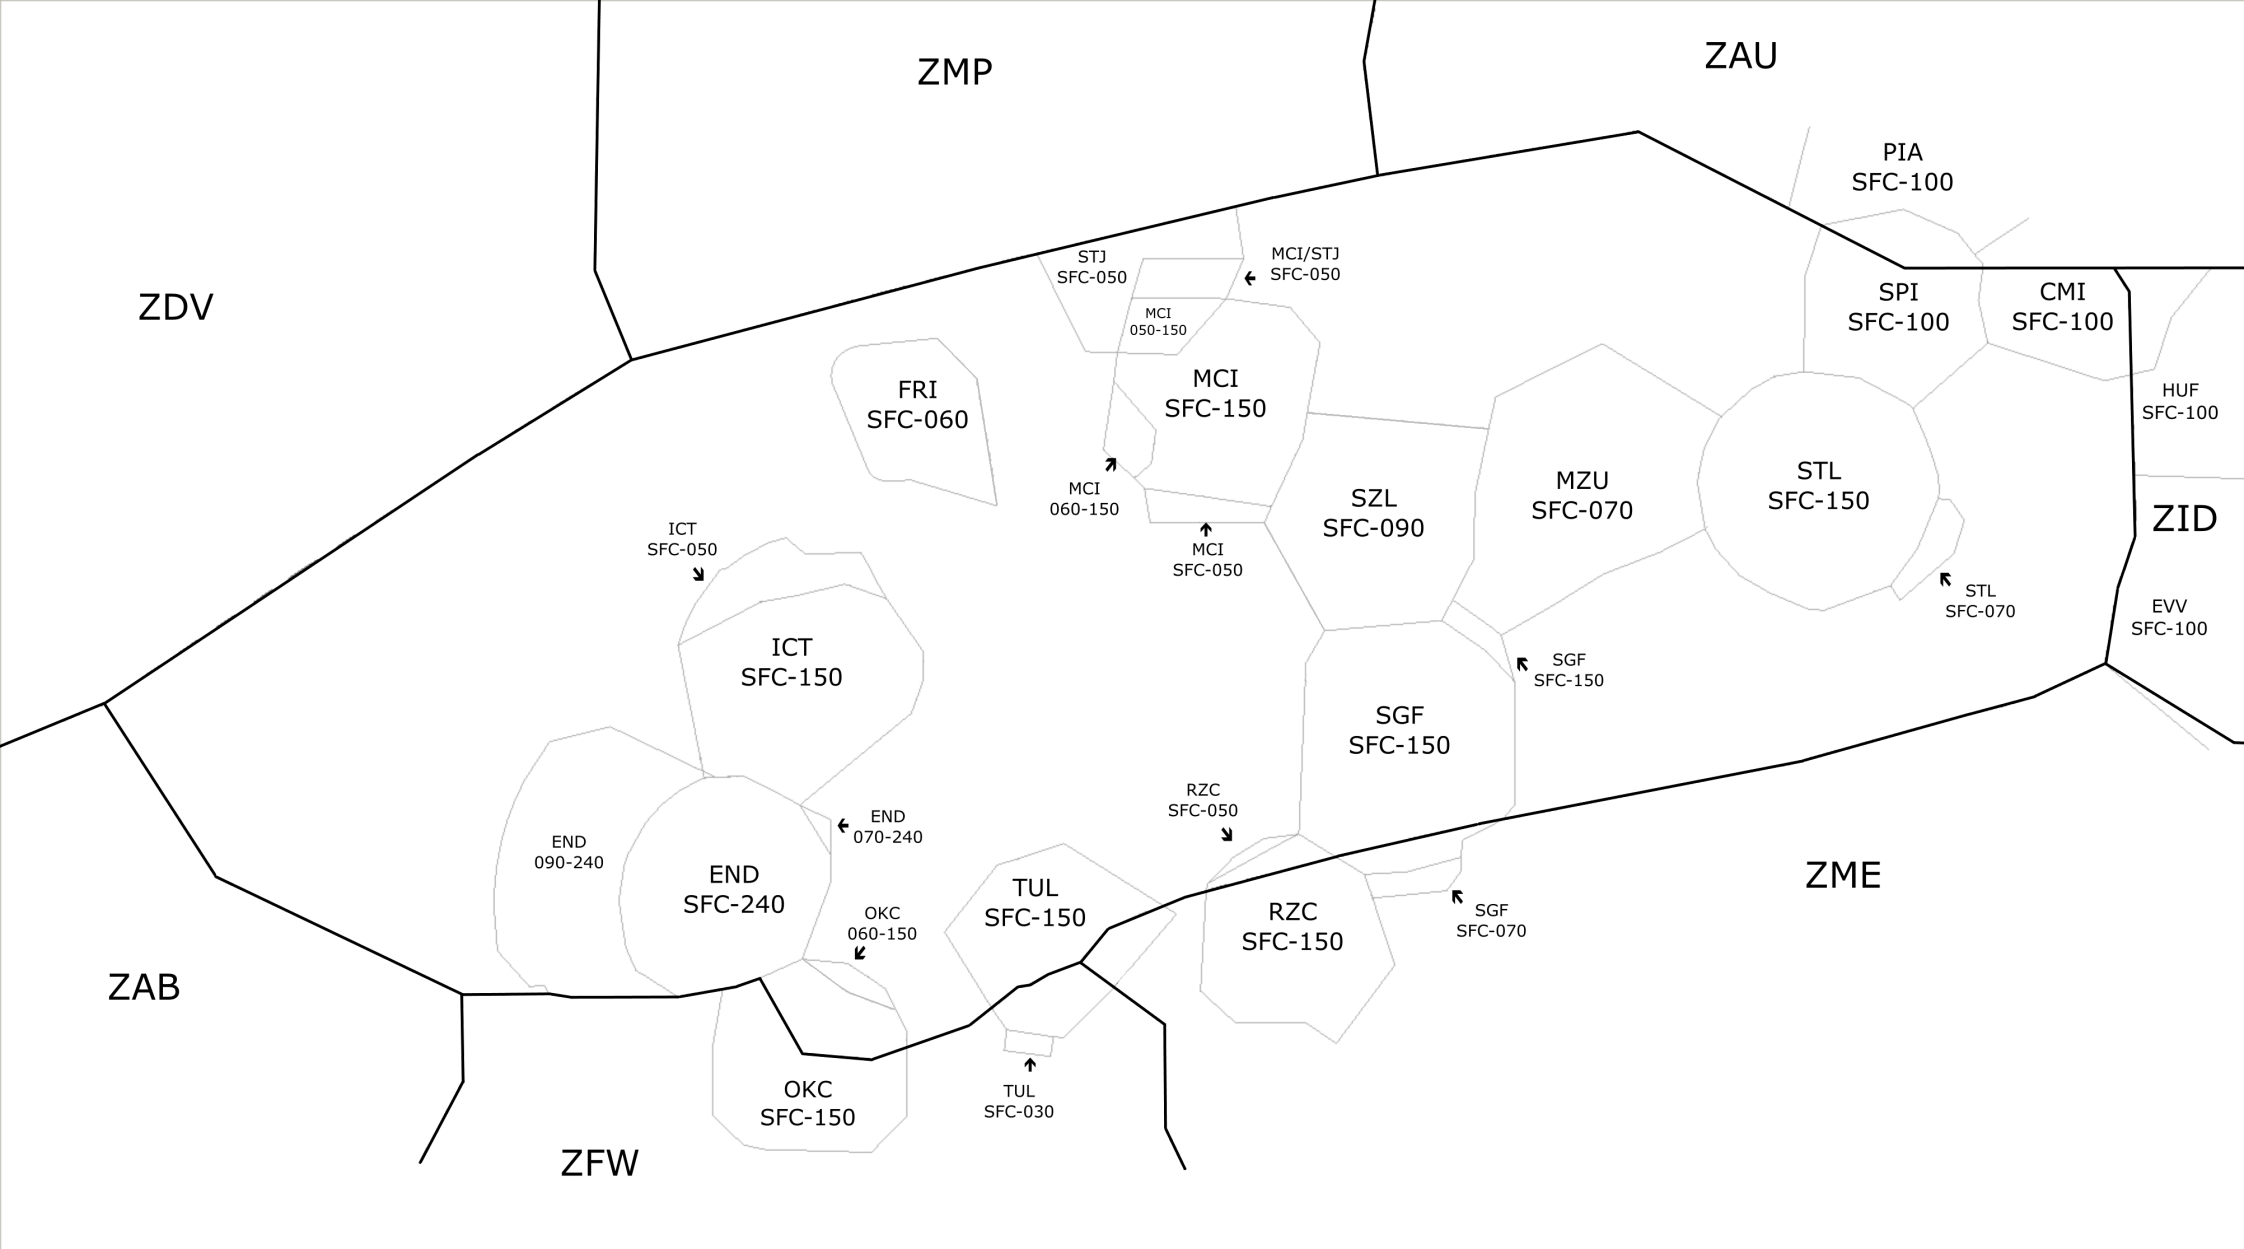 ZAU
ZMP
PIA
SFC-100
ZDV
STJ
SFC-050
MCI/STJ
SFC-050
SPI
SFC-100
CMI
SFC-100
MCI
050-150
FRI
SFC-060
MCI
SFC-150
HUF
SFC-100
MCI
060-150
SZL
SFC-090
MZU
SFC-070
STL
SFC-150
ZID
ICT
SFC-050
MCI
SFC-050
STL
SFC-070
EVV
SFC-100
ICT
SFC-150
SGF
SFC-150
SGF
SFC-150
RZC
SFC-050
END
070-240
END
090-240
END
SFC-240
TUL
SFC-150
ZME
OKC
060-150
RZC
SFC-150
SGF
SFC-070
ZAB
OKC
SFC-150
TUL
SFC-030
ZFW